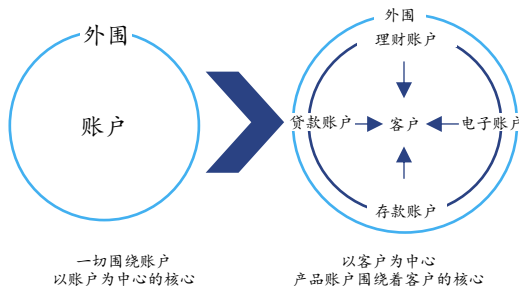 外围
账户
一切围绕账户
以账户为中心的核心
外围
理财账户
贷款账户
客户
电子账户
存款账户
以客户为中心
产品账户围绕着客户的核心